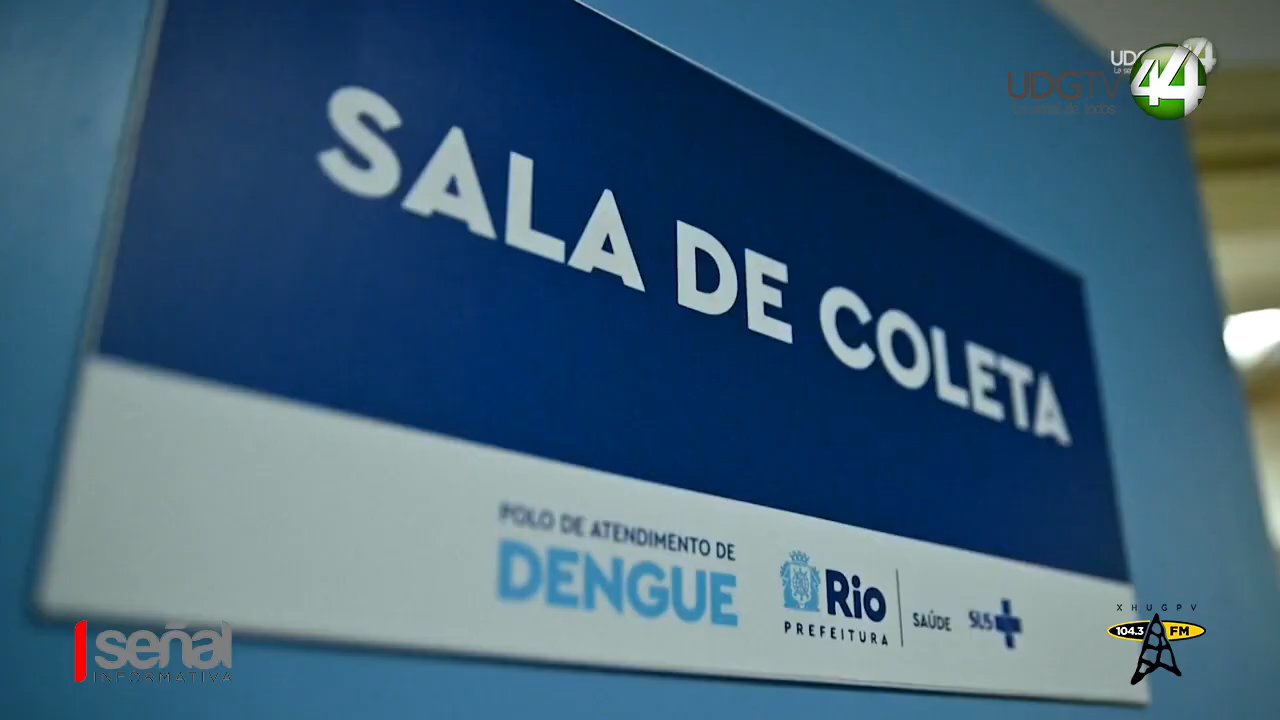 UDGTV 44
SALA DE COLETA
POLO DE ATENDIMENTO DE
DENGUE
Rio
PREFEITURA
SAÚDE
SUS
señal
INFORMATIVA
XHUGPV
104.3 FM